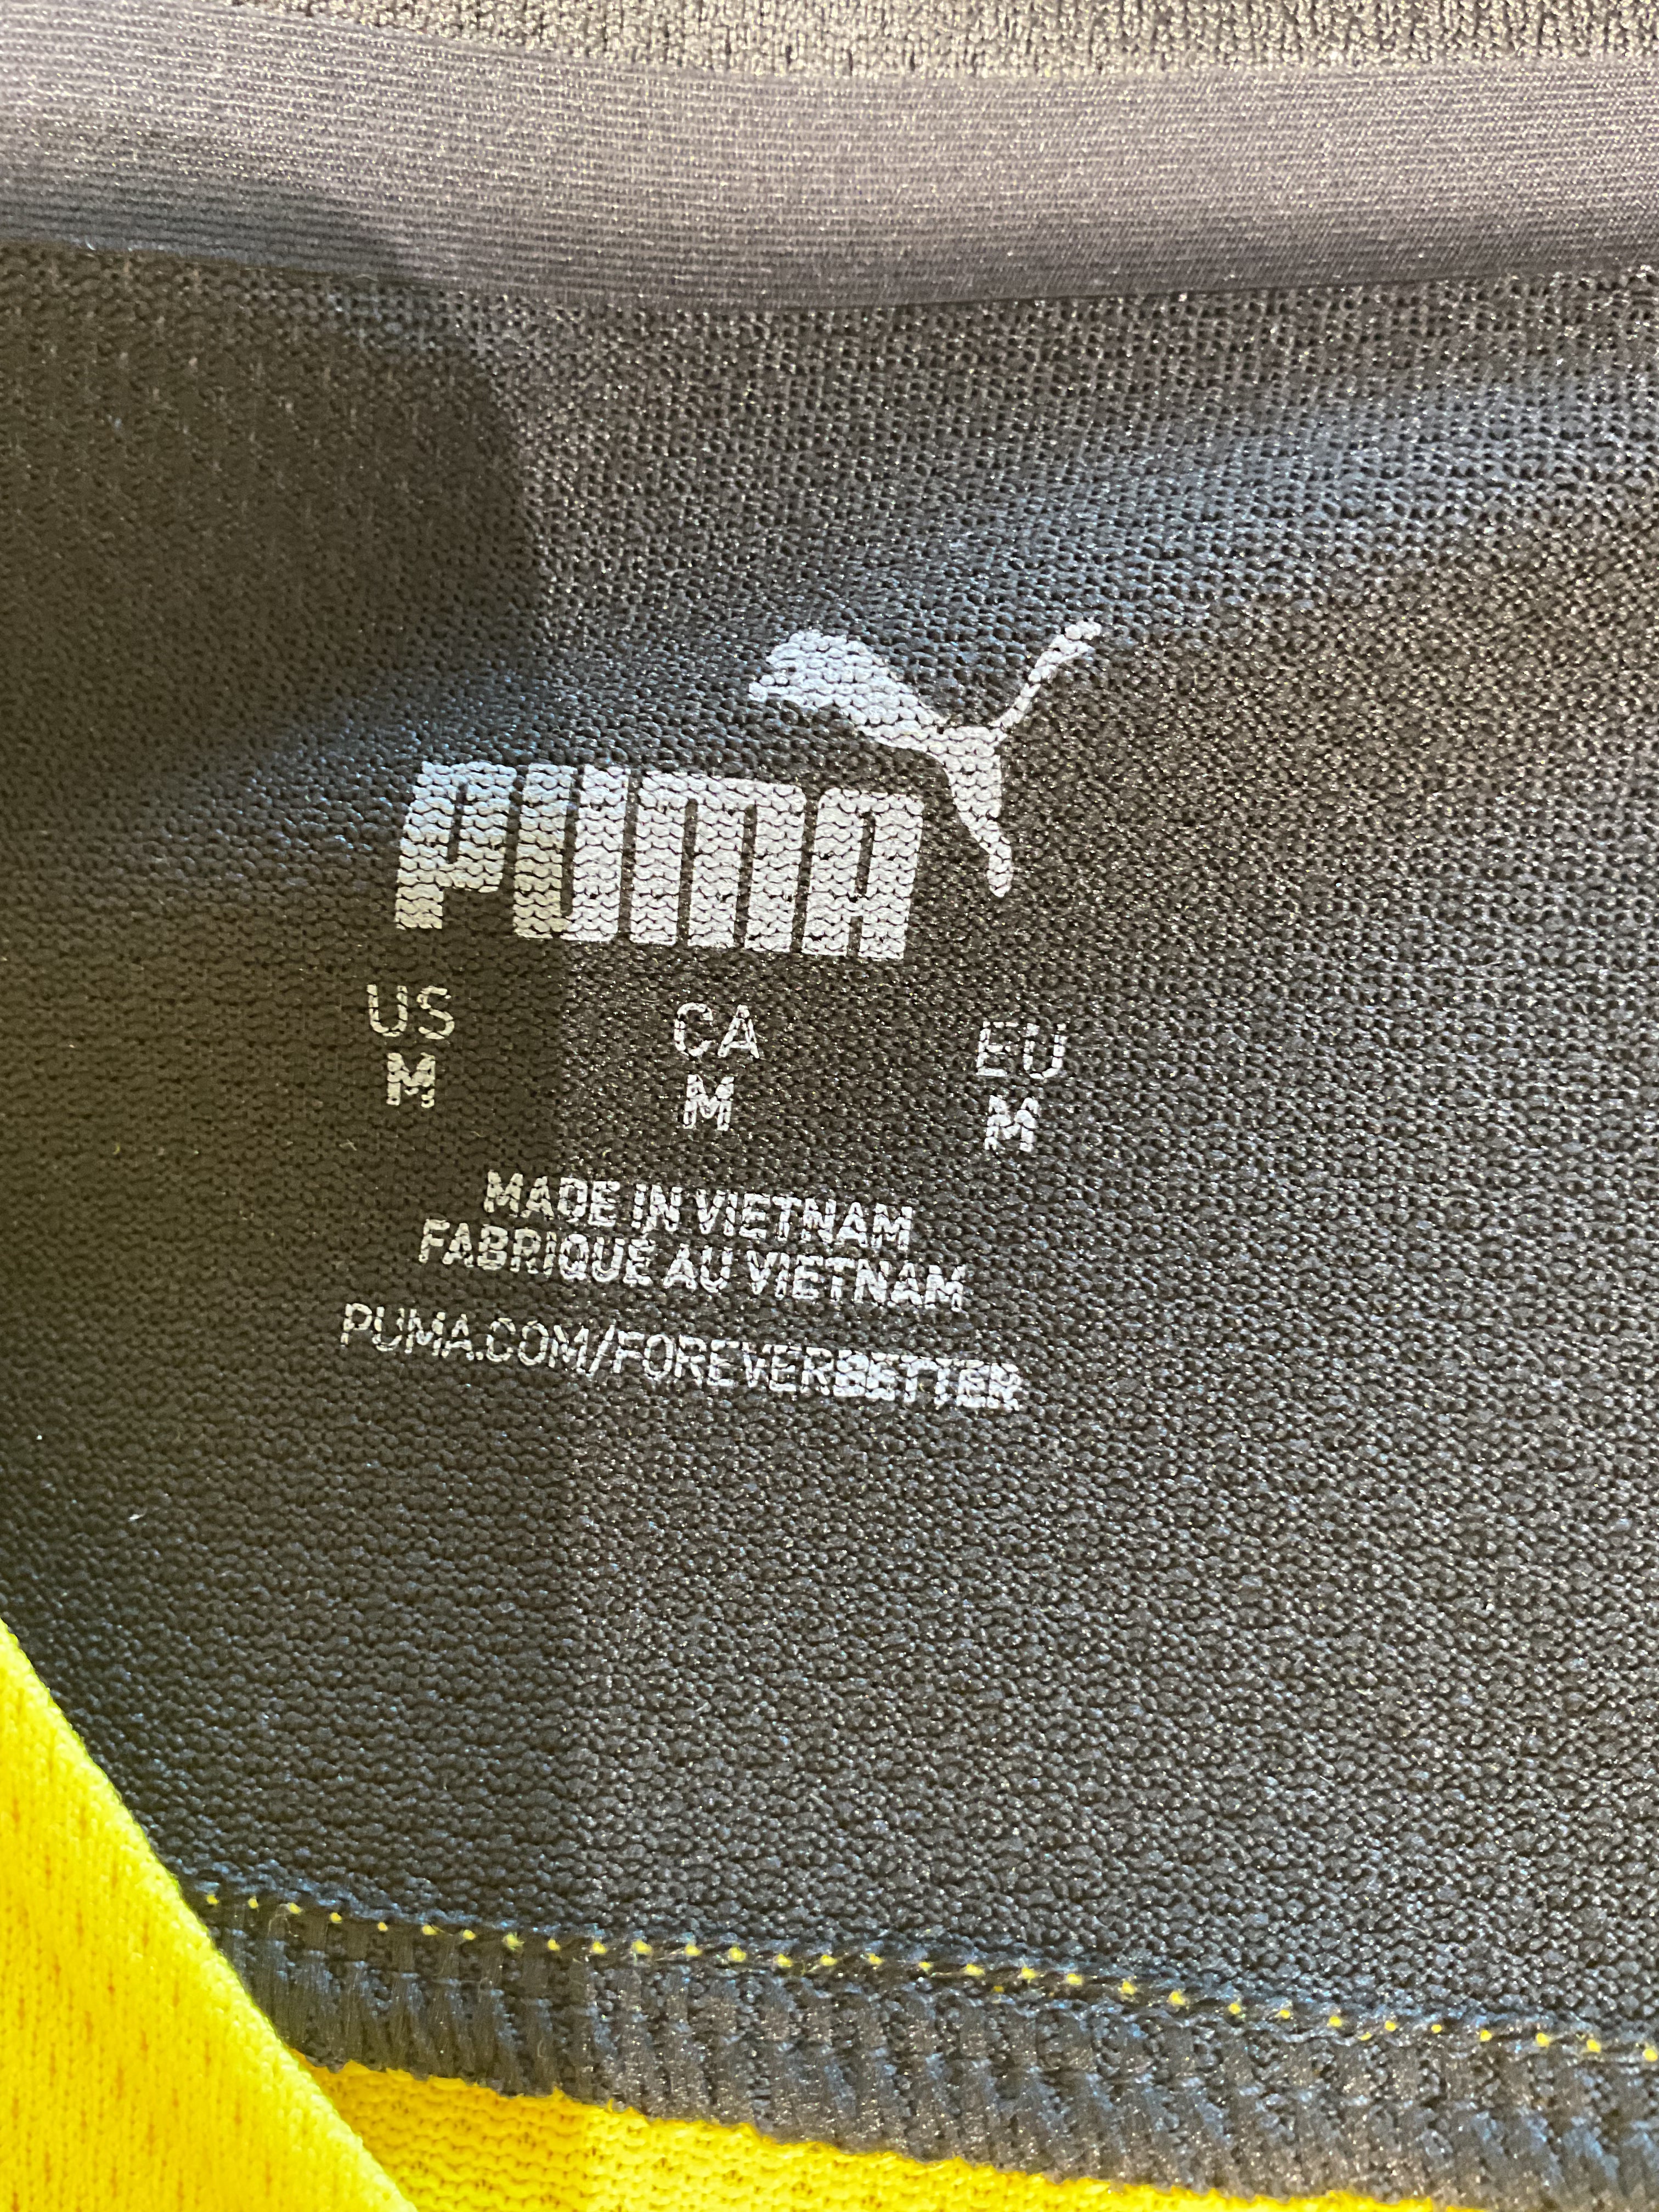 PUMA
US CA EU
M M M
MADE IN VIETNAM
FABRIQUÉ AU VIETNAM
PUMA.COM/FOREVERBETTER